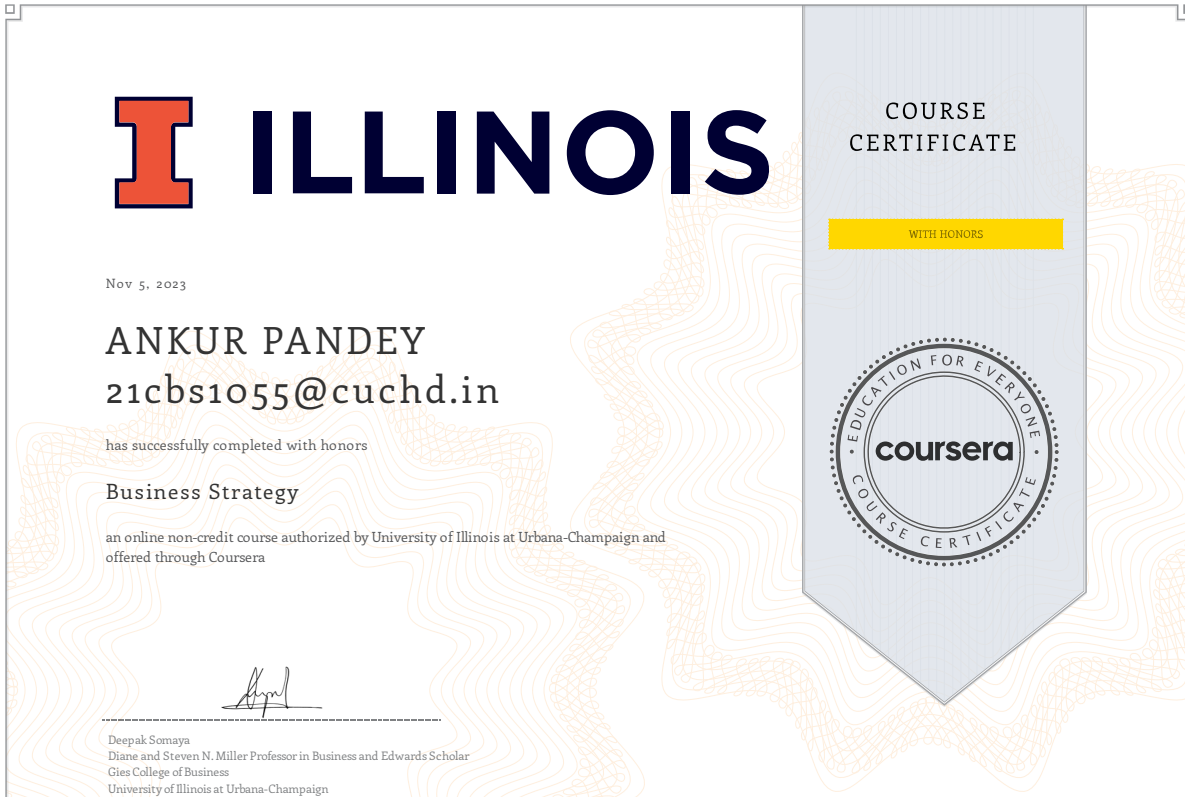 ILLINOIS
COURSE
CERTIFICATE
WITH HONORS
Nov 5, 2023
ANKUR PANDEY
21cbs1055@cuchd.in
has successfully completed with honors
Business Strategy
an online non-credit course authorized by University of Illinois at Urbana-Champaign and
offered through Coursera
EDUCATION FOR EVERYONE
coursera
COURSE CERTIFICATE
Deepak Somaya
Diane and Steven N. Miller Professor in Business and Edwards Scholar
Gies College of Business
University of Illinois at Urbana-Champaign